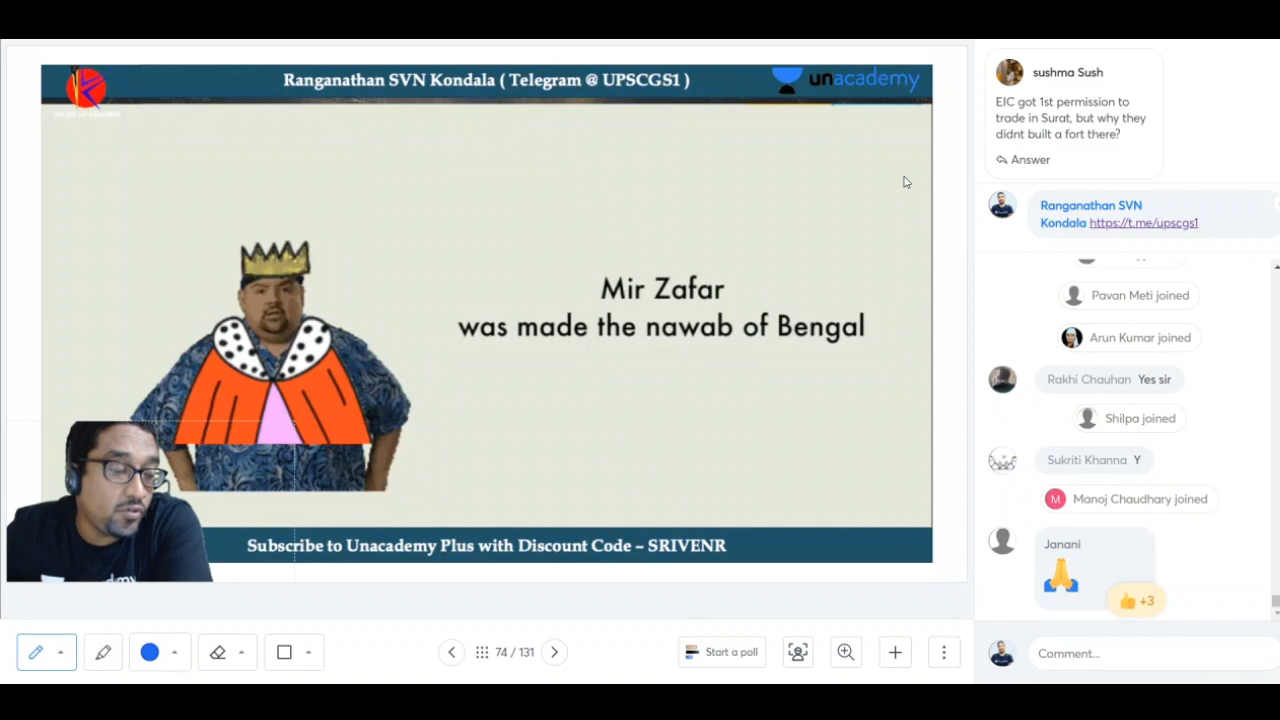 Ranganathan SVN Kondala ( Telegram @ UPSCGS1 )
unacademy
Mir Zafar
was made the nawab of Bengal
Subscribe to Unacademy Plus with Discount Code – SRIVENR
74 / 131
Start a poll
sushma Sush
EIC got 1st permission to
trade in Surat, but why they
didnt built a fort there?
Answer
Ranganathan SVN
Kondala https://t.me/upscgs1
Pavan Meti joined
Arun Kumar joined
Rakhi Chauhan Yes sir
Shilpa joined
Sukriti Khanna Y
M Manoj Chaudhary joined
Janani
+3
Comment...